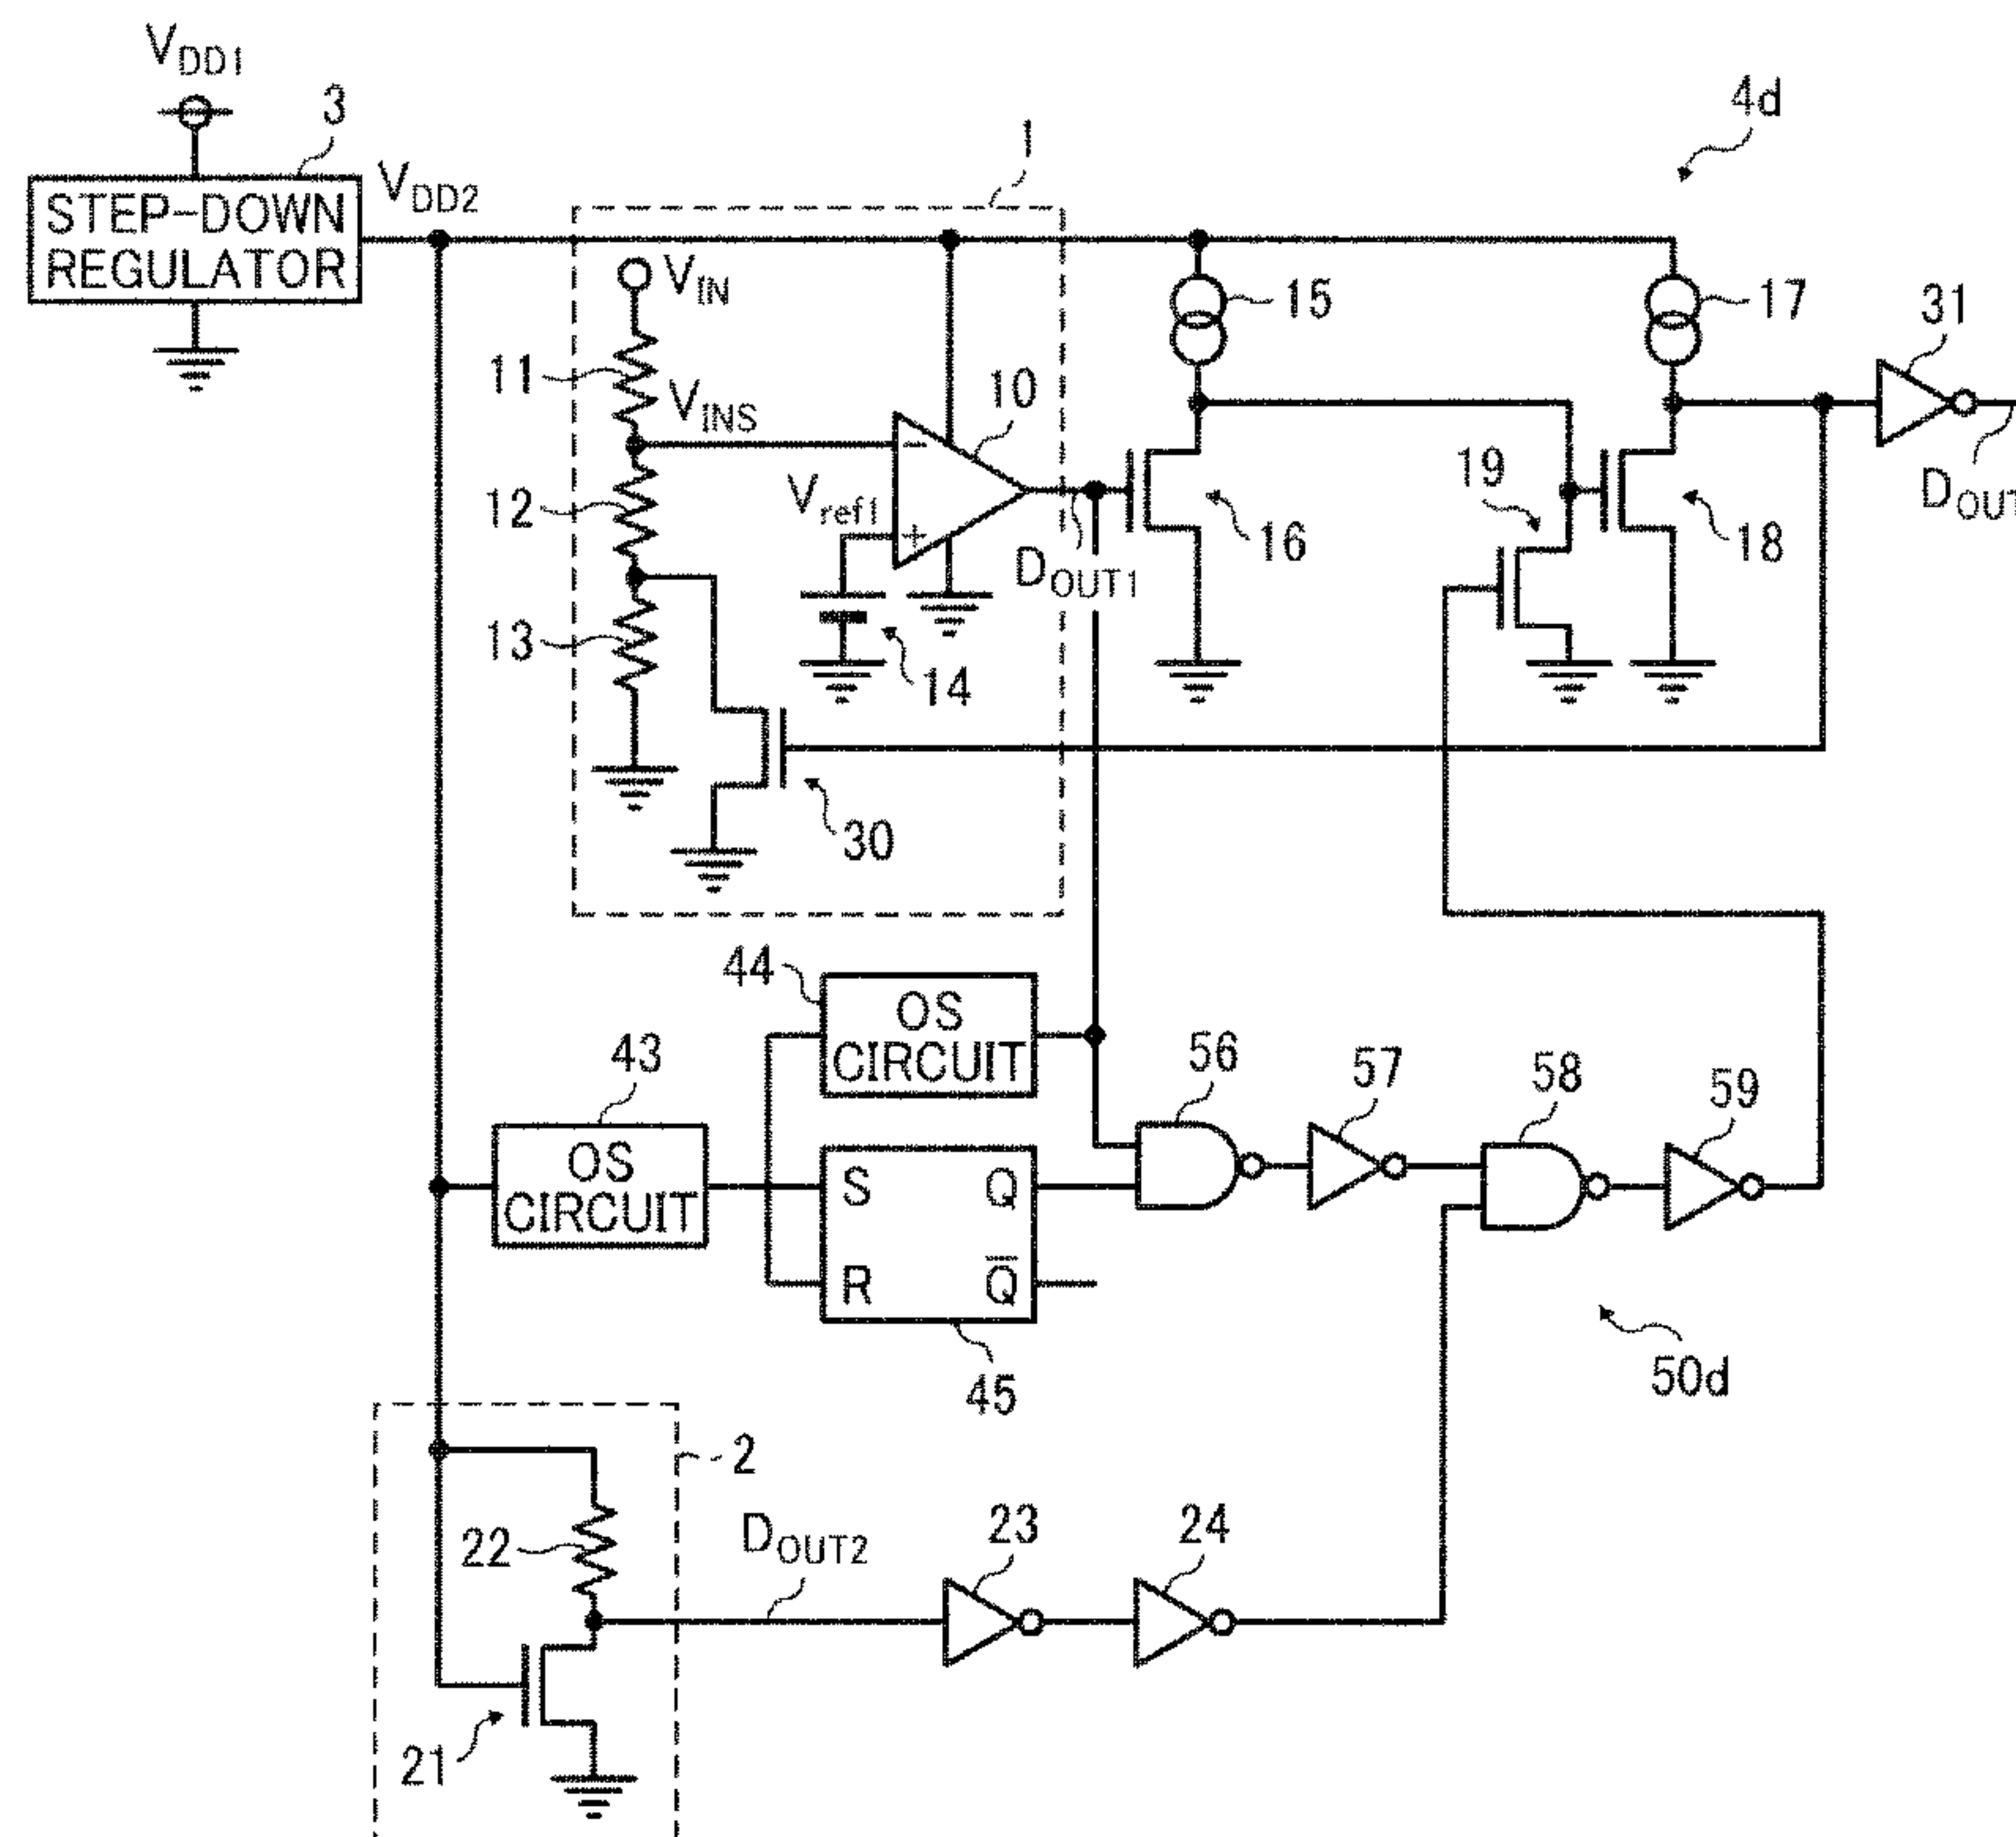 VDD1
3
4d
STEP-DOWN
REGULATOR
VDD2
1
VIN
15
17
31
11
VINS
10
12
Vref1
19
DOUT
DOUT1
16
18
13
14
30
44
OS
CIRCUIT
43
OS
CIRCUIT
56
57
58
59
S
Q
R
Q̅
45
50d
2
22
DOUT2
23
24
21